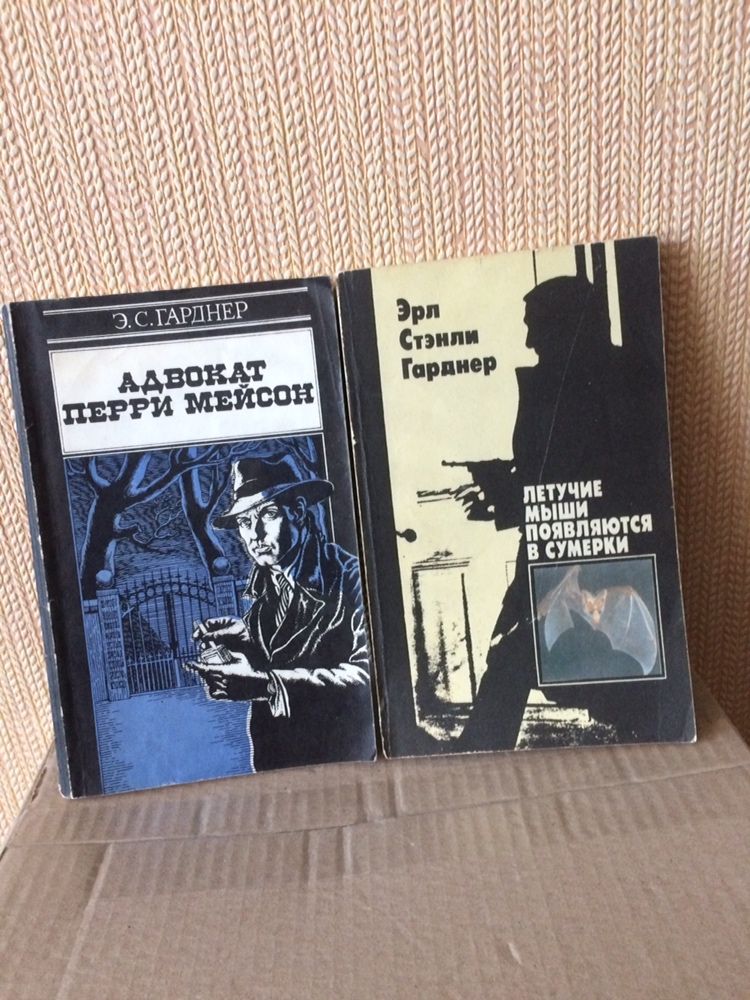 Э. С. ГАРДНЕР
АДВОКАТ
ПЕРРИ МЕЙСОН
Эрл
Стэнли
Гарднер
ЛЕТУЧИЕ
МЫШИ
ПОЯВЛЯЮТСЯ
В СУМЕРКИ